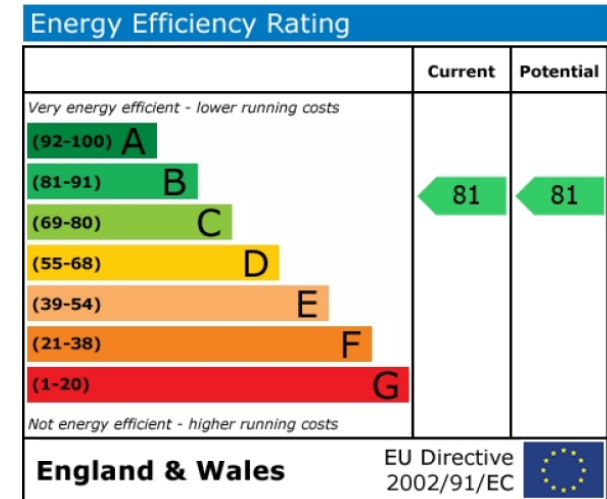 Energy Efficiency Rating
Current Potential
Very energy efficient - lower running costs
(92-100) A
(81-91) B
81 81
(69-80) C
(55-68) D
(39-54) E
(21-38) F
(1-20) G
Not energy efficient - higher running costs
England & Wales
EU Directive
2002/91/EC